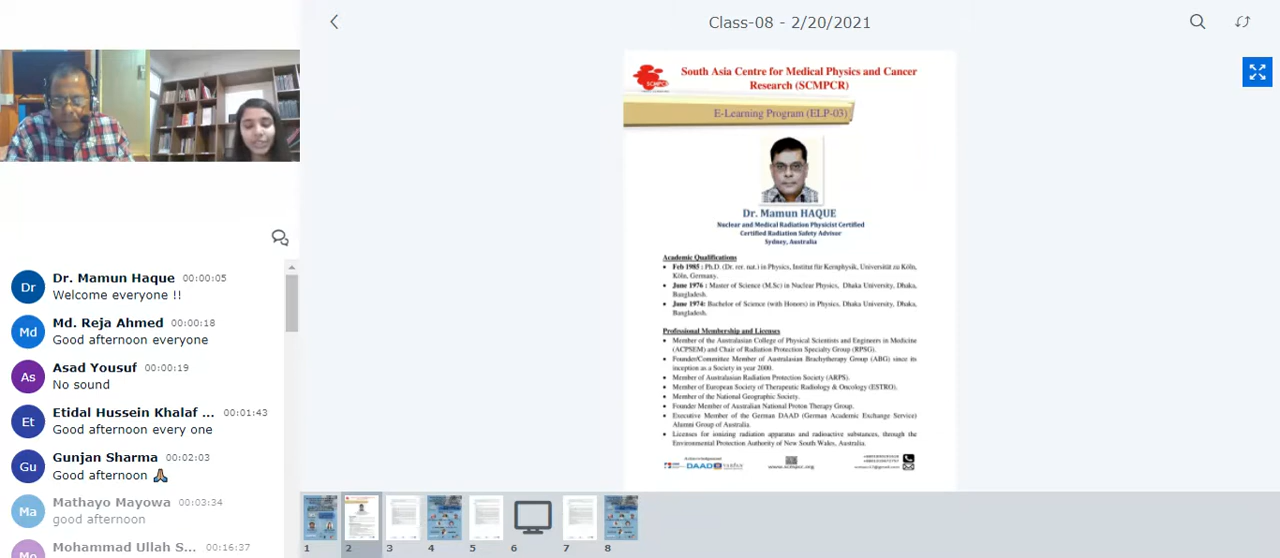 Class-08 - 2/20/2021
South Asia Centre for Medical Physics and Cancer
Research (SCMPCR)
SCMPCR
E-Learning Program (ELP-03)
Dr. Mamun HAQUE
Nuclear and Medical Radiation Physicist Certified
Certified Radiation Safety Advisor
Sydney, Australia
Academic Qualifications
• Feb 1985 : Ph.D. (Dr. rer. nat.) in Physics, Institut für Kernphysik, Universität zu Köln,
Köln, Germany.
• June 1976 : Master of Science (M.Sc) in Nuclear Physics, Dhaka University, Dhaka,
Bangladesh.
• June 1974: Bachelor of Science (with Honors) in Physics, Dhaka University, Dhaka,
Bangladesh.
Professional Membership and Licenses
• Member of the Australasian College of Physical Scientists and Engineers in Medicine
(ACPSEM) and Chair of Radiation Protection Specialty Group (RPSG).
• Founder/Committee Member of Australasian Brachytherapy Group (ABG) since its
inception as a Society in year 2000.
• Member of Australasian Radiation Protection Society (ARPS).
• Member of European Society of Therapeutic Radiology & Oncology (ESTRO).
• Member of the National Geographic Society.
• Founder Member of Australian National Proton Therapy Group.
• Executive Member of the German DAAD (German Academic Exchange Service)
Alumni Group of Australia.
• Licenses for ionizing radiation apparatus and radioactive substances, through the
Environmental Protection Authority of New South Wales, Australia.
DAAD
www.scmpcr.org
Dr
Dr. Mamun Haque 00:00:05
Welcome everyone !!
Md
Md. Reja Ahmed 00:00:18
Good afternoon everyone
As
Asad Yousuf 00:00:19
No sound
Et
Etidal Hussein Khalaf ... 00:01:43
Good afternoon every one
Gu
Gunjan Sharma 00:02:03
Good afternoon 🙏🏽
Ma
Mathayo Mayowa 00:03:34
good afternoon
Mo
Mohammad Ullah S... 00:16:37
1 2 3 4 5 6 7 8